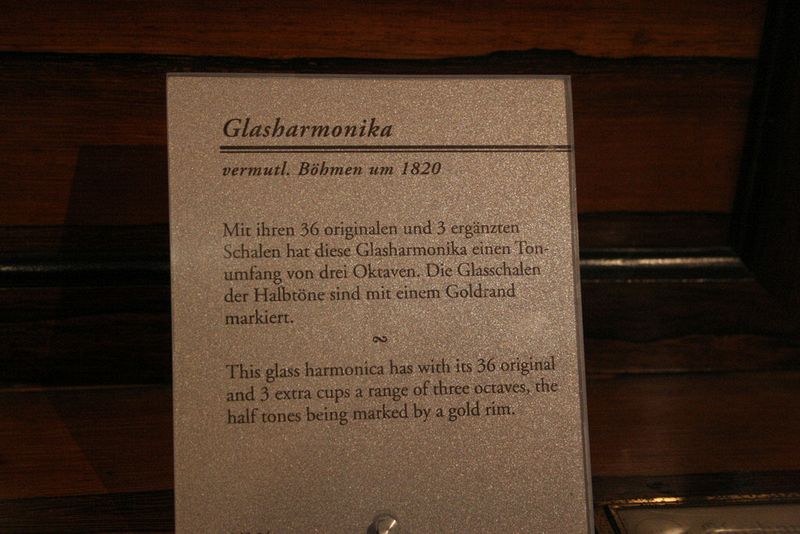 Glasharmonika
vermutl. Böhmen um 1820
Mit ihren 36 originalen und 3 ergänzten
Schalen hat diese Glasharmonika einen Ton-
umfang von drei Oktaven. Die Glasschalen
der Halbtöne sind mit einem Goldrand
markiert.
This glass harmonica has with its 36 original
and 3 extra cups a range of three octaves, the
half tones being marked by a gold rim.